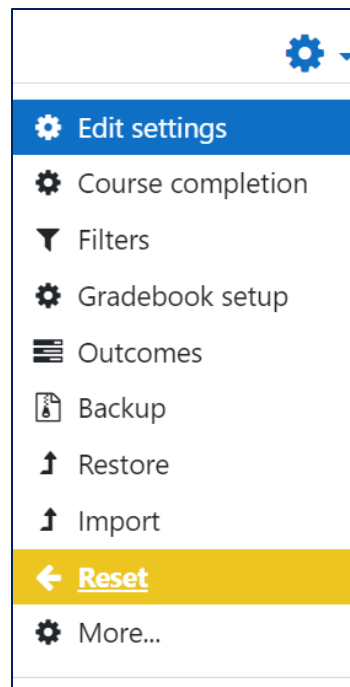 Edit settings
Course completion
Filters
Gradebook setup
Outcomes
Backup
Restore
Import
Reset
More...